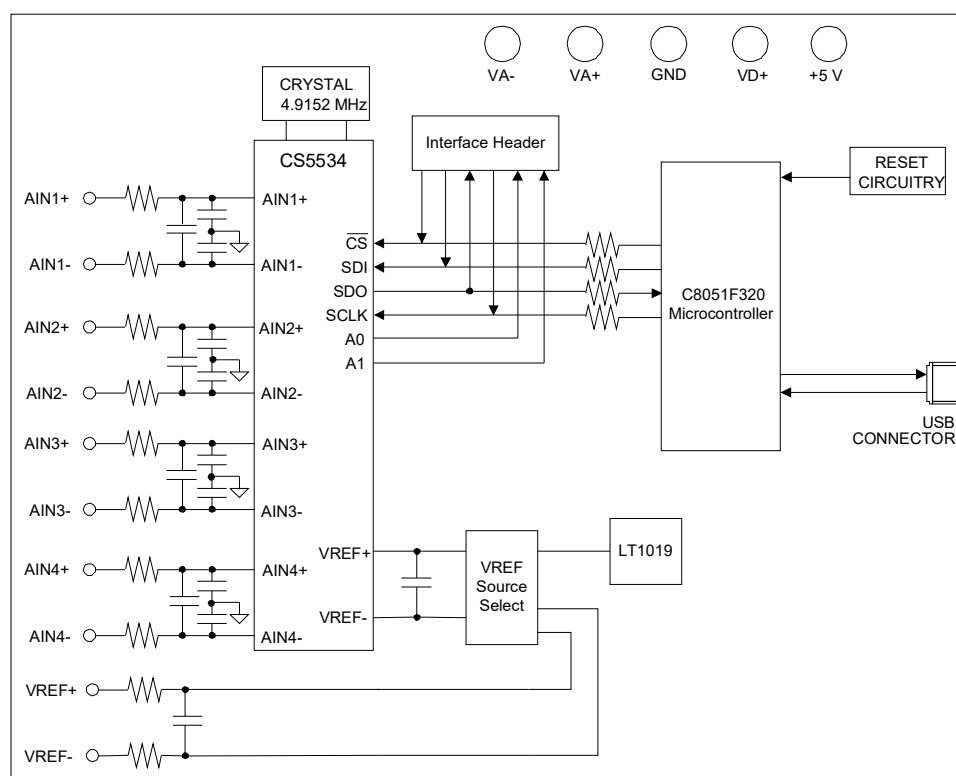 VA-
VA+
GND
VD+
+5 V
CRYSTAL
4.9152 MHz
CS5534
Interface Header
RESET
CIRCUITRY
C8051F320
Microcontroller
USB
CONNECTOR
AIN1+
AIN1+
AIN1-
AIN1-
AIN2+
AIN2+
AIN2-
AIN2-
AIN3+
AIN3+
AIN3-
AIN3-
AIN4+
AIN4+
AIN4-
AIN4-
CS
SDI
SDO
SCLK
A0
A1
VREF+
VREF-
VREF
Source
Select
LT1019
VREF+
VREF-